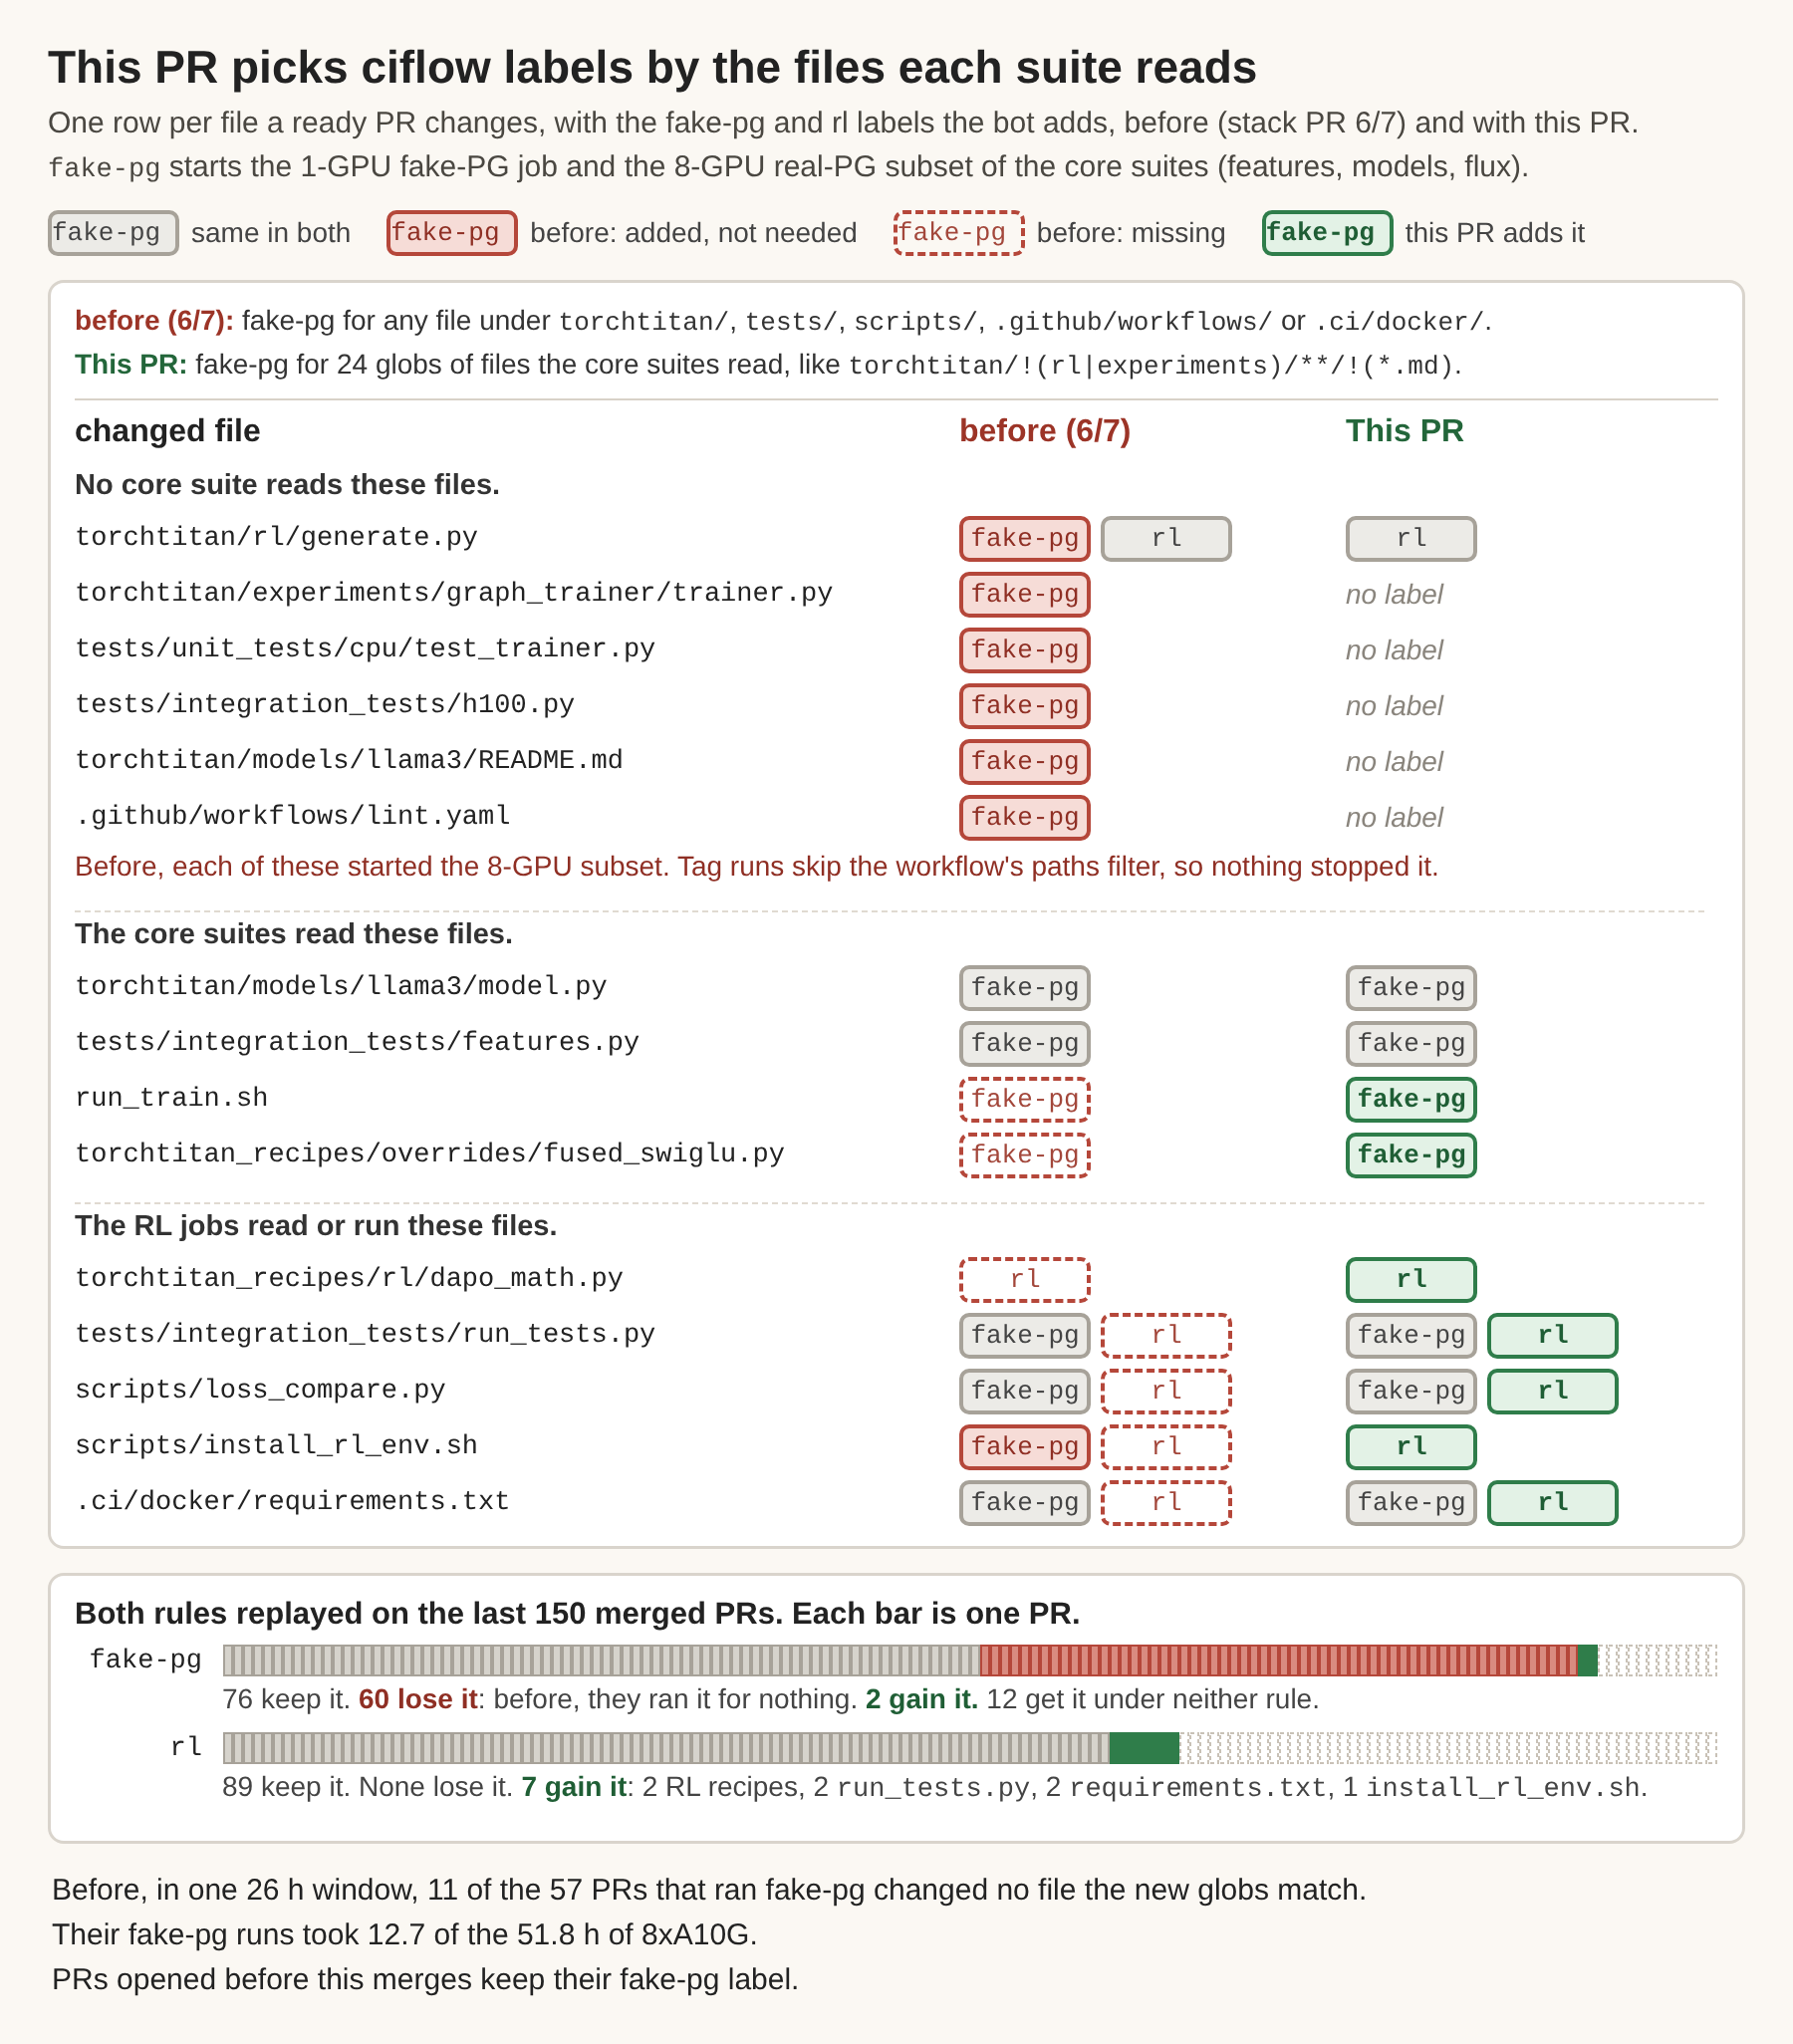 This PR picks ciflow labels by the files each suite reads
One row per file a ready PR changes, with the fake-pg and rl labels the bot adds, before (stack PR 6/7) and with this PR.
fake-pg starts the 1-GPU fake-PG job and the 8-GPU real-PG subset of the core suites (features, models, flux).
fake-pg same in both fake-pg before: added, not needed fake-pg before: missing fake-pg this PR adds it
before (6/7): fake-pg for any file under torchtitan/, tests/, scripts/, .github/workflows/ or .ci/docker/.
This PR: fake-pg for 24 globs of files the core suites read, like torchtitan/!(rl|experiments)/**/!(*.md).
changed file before (6/7) This PR
No core suite reads these files.
torchtitan/rl/generate.py fake-pg rl rl
torchtitan/experiments/graph_trainer/trainer.py fake-pg no label
tests/unit_tests/cpu/test_trainer.py fake-pg no label
tests/integration_tests/h100.py fake-pg no label
torchtitan/models/llama3/README.md fake-pg no label
.github/workflows/lint.yaml fake-pg no label
Before, each of these started the 8-GPU subset. Tag runs skip the workflow's paths filter, so nothing stopped it.
The core suites read these files.
torchtitan/models/llama3/model.py fake-pg fake-pg
tests/integration_tests/features.py fake-pg fake-pg
run_train.sh fake-pg fake-pg
torchtitan_recipes/overrides/fused_swiglu.py fake-pg fake-pg
The RL jobs read or run these files.
torchtitan_recipes/rl/dapo_math.py rl rl
tests/integration_tests/run_tests.py fake-pg rl fake-pg rl
scripts/loss_compare.py fake-pg rl fake-pg rl
scripts/install_rl_env.sh fake-pg rl rl
.ci/docker/requirements.txt fake-pg rl fake-pg rl
Both rules replayed on the last 150 merged PRs. Each bar is one PR.
fake-pg
76 keep it. 60 lose it: before, they ran it for nothing. 2 gain it. 12 get it under neither rule.
rl
89 keep it. None lose it. 7 gain it: 2 RL recipes, 2 run_tests.py, 2 requirements.txt, 1 install_rl_env.sh.
Before, in one 26 h window, 11 of the 57 PRs that ran fake-pg changed no file the new globs match.
Their fake-pg runs took 12.7 of the 51.8 h of 8xA10G.
PRs opened before this merges keep their fake-pg label.